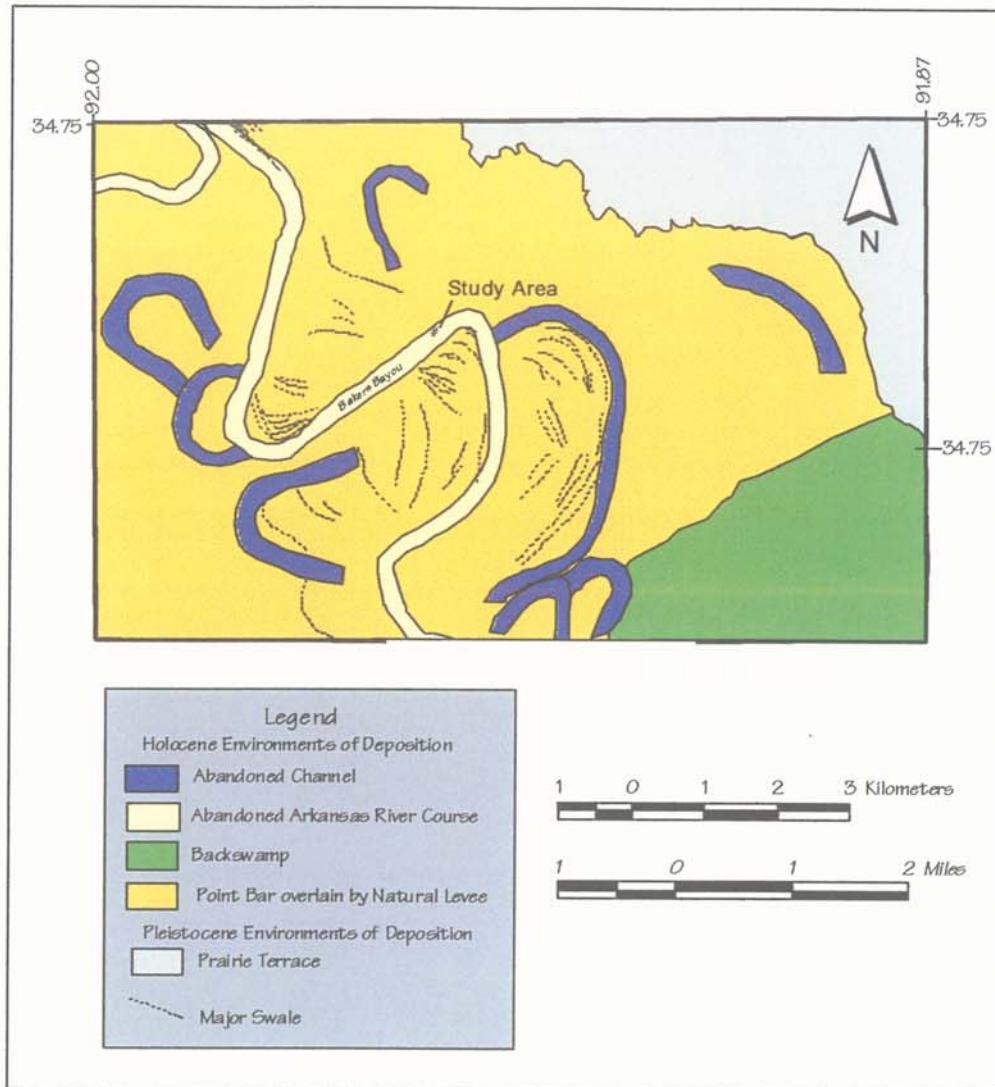 92.00
91.87
34.75
34.75
N
Study Area
Bakers Bayou
34.75
Legend
Holocene Environments of Deposition
Abandoned Channel
Abandoned Arkansas River Course
Backswamp
Point Bar overlain by Natural Levee
Pleistocene Environments of Deposition
Prairie Terrace
Major Swale
1 0 1 2 3 Kilometers
1 0 1 2 Miles